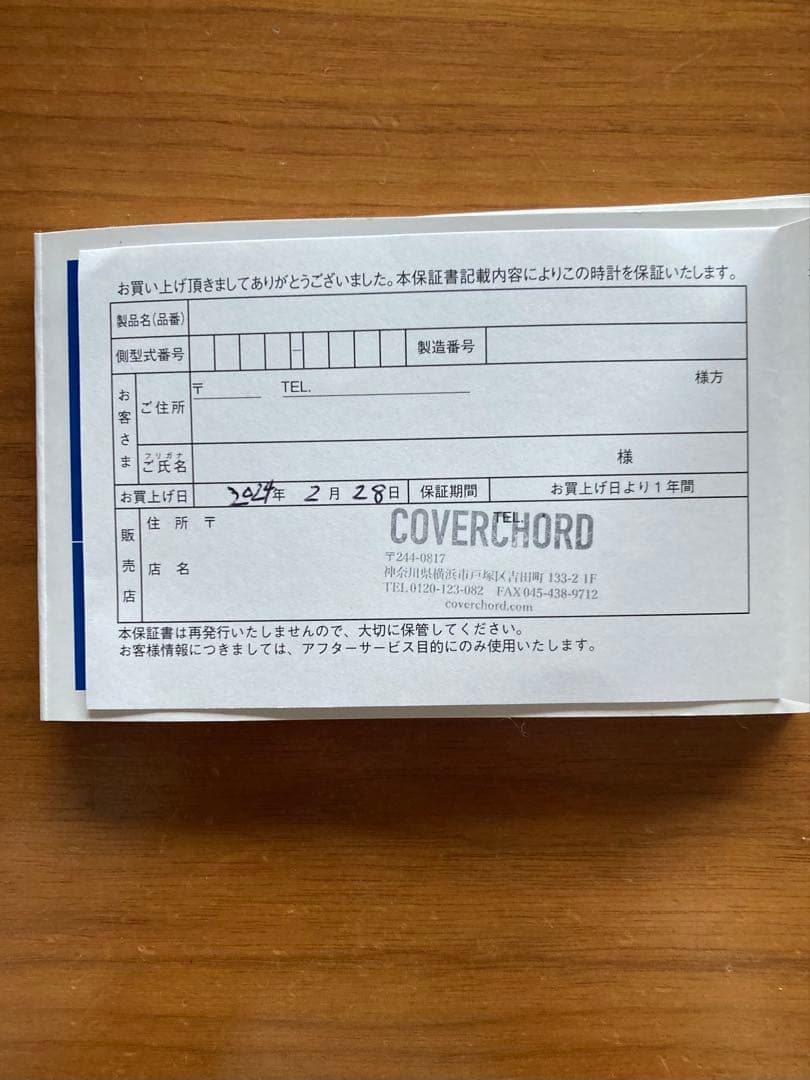 お買い上げ頂きましてありがとうございました。本保証書記載内容によりこの時計を保証いたします。
製品名(品番)
側型式番号 – 製造番号
お客さま
ご住所 〒 TEL. 様方
フリガナ
ご氏名 様
お買上げ日 2024年 2月 28日 保証期間 お買上げ日より1年間
販売店
住所 〒 TEL.
COVERCHORD
〒244-0817
神奈川県横浜市戸塚区吉田町 133-2 1F
店名
TEL 0120-123-082 FAX 045-438-9712
coverchord.com
本保証書は再発行いたしませんので、大切に保管してください。
お客様情報につきましては、アフターサービス目的にのみ使用いたします。